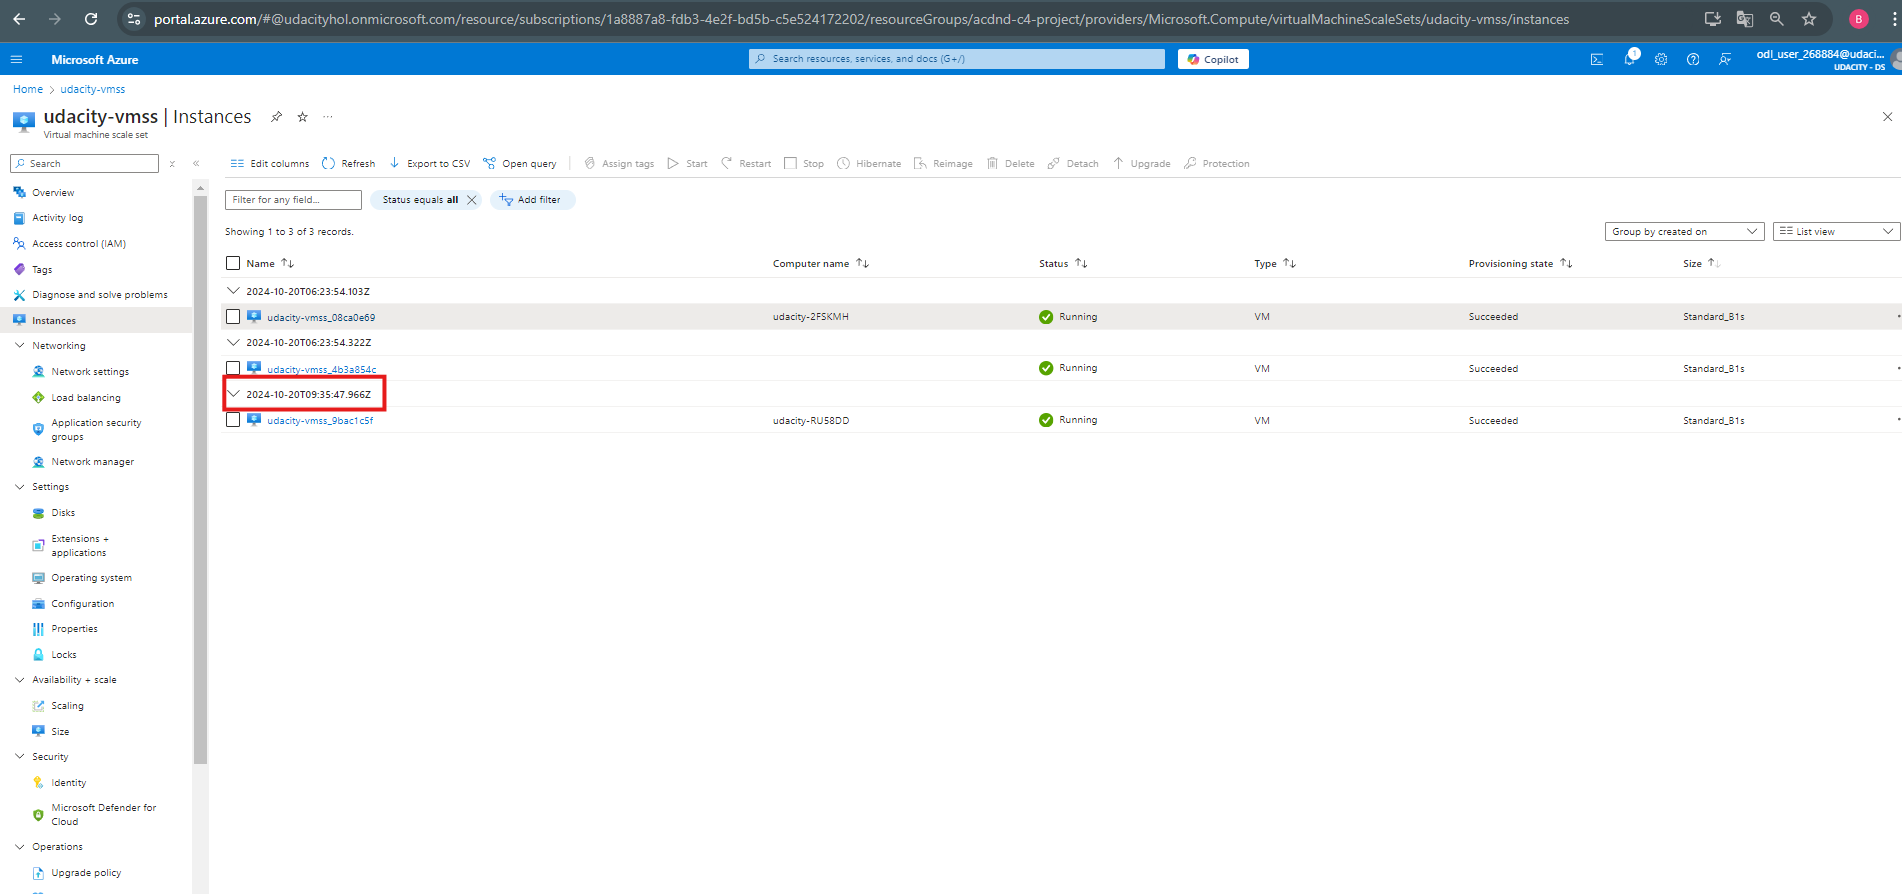 portal.azure.com/#@udacityhol.onmicrosoft.com/resource/subscriptions/1a8887a8-fdb3-4e2f-bd5b-c5e524172202/resourceGroups/acdnd-c4-project/providers/Microsoft.Compute/virtualMachineScaleSets/udacity-vmss/instances
B
Microsoft Azure
Search resources, services, and docs (G+/)
Copilot
1
odl_user_268884@udaci...
UDACITY - DS
Home > udacity-vmss
udacity-vmss | Instances
Virtual machine scale set
Search
Edit columns Refresh Export to CSV Open query Assign tags Start Restart Stop Hibernate Reimage Delete Detach Upgrade Protection
Overview
Activity log
Access control (IAM)
Tags
Diagnose and solve problems
Instances
Networking
Network settings
Load balancing
Application security
groups
Network manager
Settings
Disks
Extensions +
applications
Operating system
Configuration
Properties
Locks
Availability + scale
Scaling
Size
Security
Identity
Microsoft Defender for
Cloud
Operations
Upgrade policy
Filter for any field...
Status equals all
Add filter
Showing 1 to 3 of 3 records.
Group by created on
List view
Name Computer name Status Type Provisioning state Size
2024-10-20T06:23:54.103Z
udacity-vmss_08ca0e69 udacity-2FSKMH Running VM Succeeded Standard_B1s
2024-10-20T06:23:54.322Z
udacity-vmss_4b3a854c Running VM Succeeded Standard_B1s
2024-10-20T09:35:47.966Z
udacity-vmss_9bac1c5f udacity-RU58DD Running VM Succeeded Standard_B1s